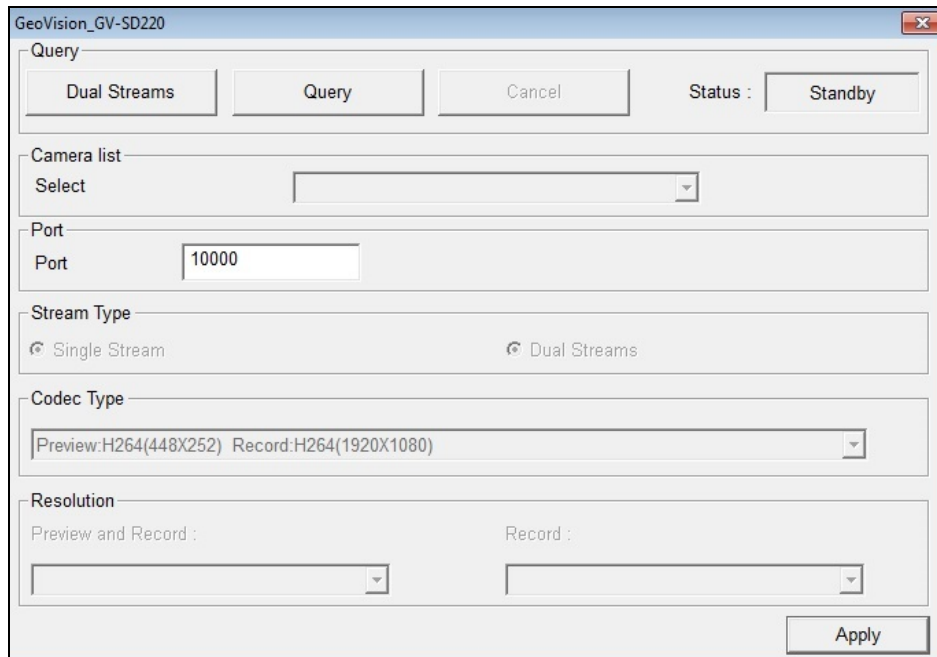 GeoVision_GV-SD220
Query
Dual Streams Query Cancel Status : Standby
Camera list
Select
Port
Port 10000
Stream Type
Single Stream Dual Streams
Codec Type
Preview:H264(448X252) Record:H264(1920X1080)
Resolution
Preview and Record : Record :
Apply